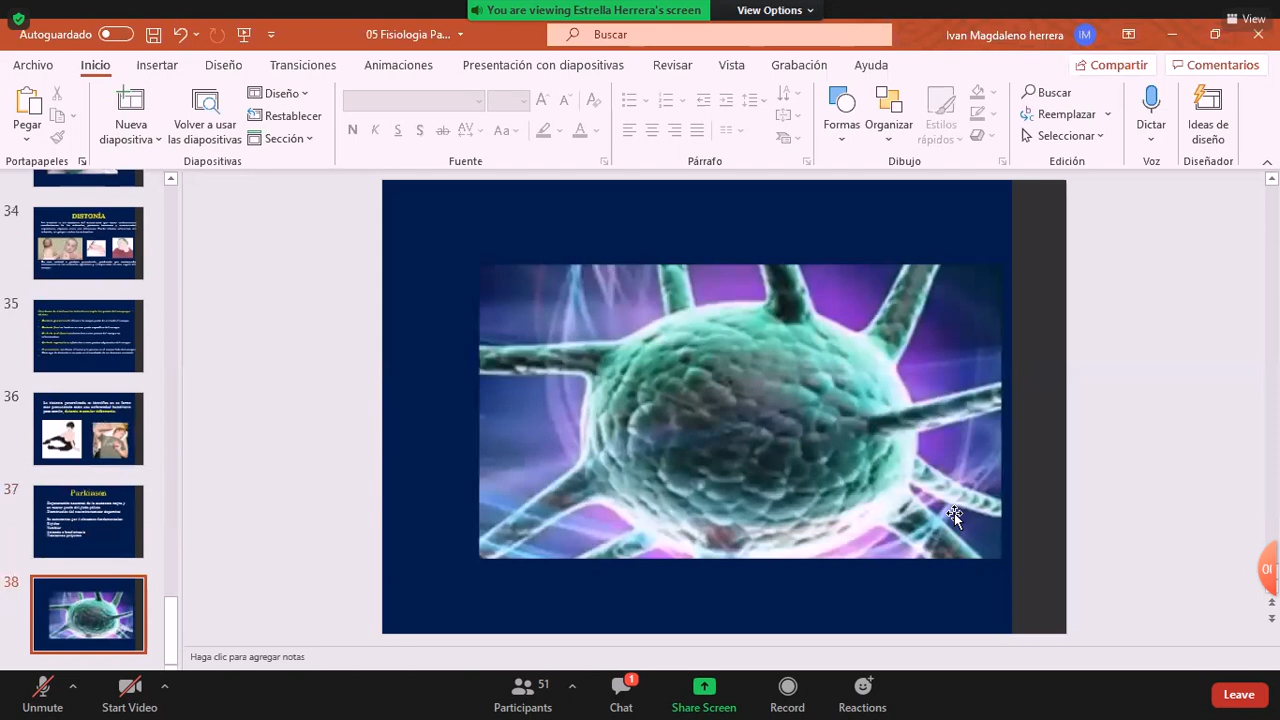 You are viewing Estrella Herrera's screen
View Options
View
Autoguardado
05 Fisiologia Pa...
Buscar
Ivan Magdaleno herrera
IM
Archivo
Inicio
Insertar
Diseño
Transiciones
Animaciones
Presentación con diapositivas
Revisar
Vista
Grabación
Ayuda
Compartir
Comentarios
Pegar
Nueva
diapositiva
Volver a usar
las diapositivas
Diseño
Restablecer
Sección
N K S S ab AV Aa A
Formas
Organizar
Estilos
rápidos
Buscar
Reemplazar
Seleccionar
Dictar
Ideas de
diseño
Portapapeles
Diapositivas
Fuente
Párrafo
Dibujo
Edición
Voz
Diseñador
34
DISTONÍA
35
36
37
Parkinson
38
Haga clic para agregar notas
Unmute
Start Video
51
Participants
1
Chat
Share Screen
Record
Reactions
Leave